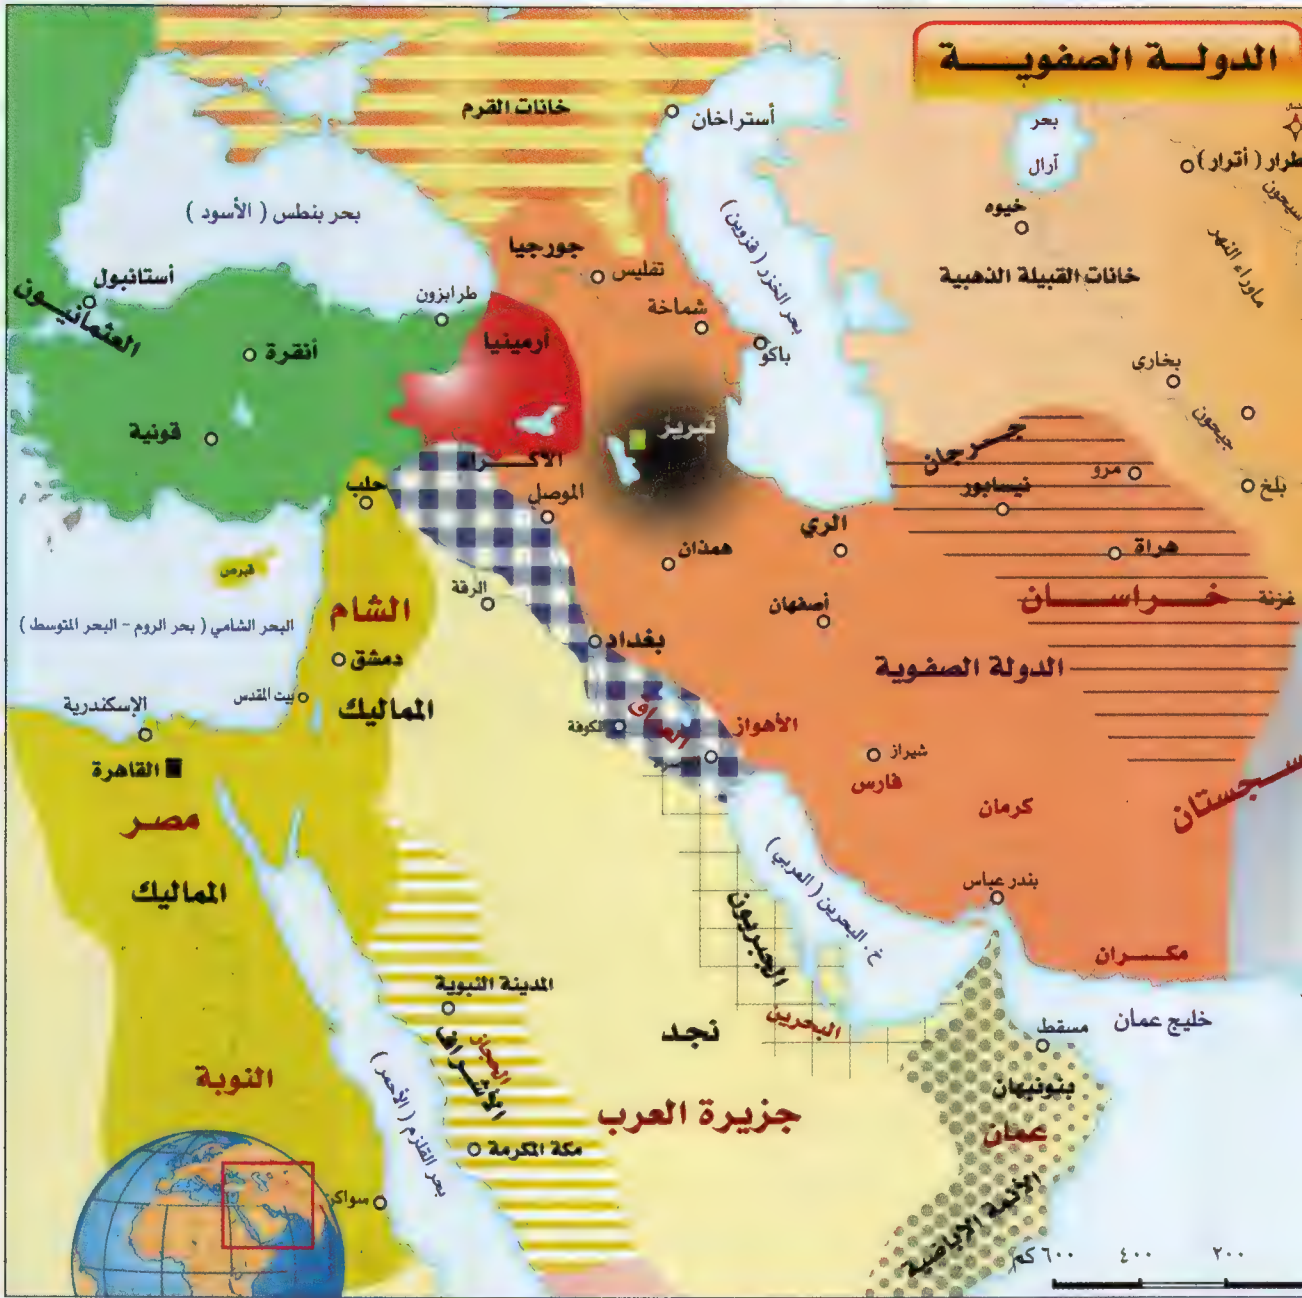 الدولة الصفوية
شمال
خانات القرم
أستراخان
بحر
آرال
طرار ( أترار )
سيحون
خيوه
ماوراء النهر
بحر بنطس ( الأسود )
جورجيا
تفليس
بحر الخزر ( قزوين )
خانات القبيلة الذهبية
أستانبول
العثمانيون
طرابزون
شماخة
أرمينيا
باكو
أنقرة
بخارى
جيحون
تبريز
قونية
جرجان
الأكراد
مرو
نيسابور
بلخ
حلب
الموصل
الري
همذان
هراة
قبرص
الرقة
أصفهان
خراسان
غزنة
الشام
البحر الشامي ( بحر الروم - البحر المتوسط )
بغداد
دمشق
الدولة الصفوية
بيت المقدس
المماليك
الإسكندرية
العراق
الكوفة
الأهواز
البصرة
شيراز
فارس
القاهرة
سجستان
كرمان
مصر
المماليك
خ. البحرين ( العربي )
بندر عباس
الجبريون
مكران
المدينة النبوية
البحرين
خليج عمان
مسقط
نجد
الحجاز
الأشراف
النوبة
بنونبهان
جزيرة العرب
عمان
بحر القلزم ( الأحمر )
مكة المكرمة
الأئمة الإباضية
سواكن
٢٠٠ ٤٠٠ ٦٠٠ كم